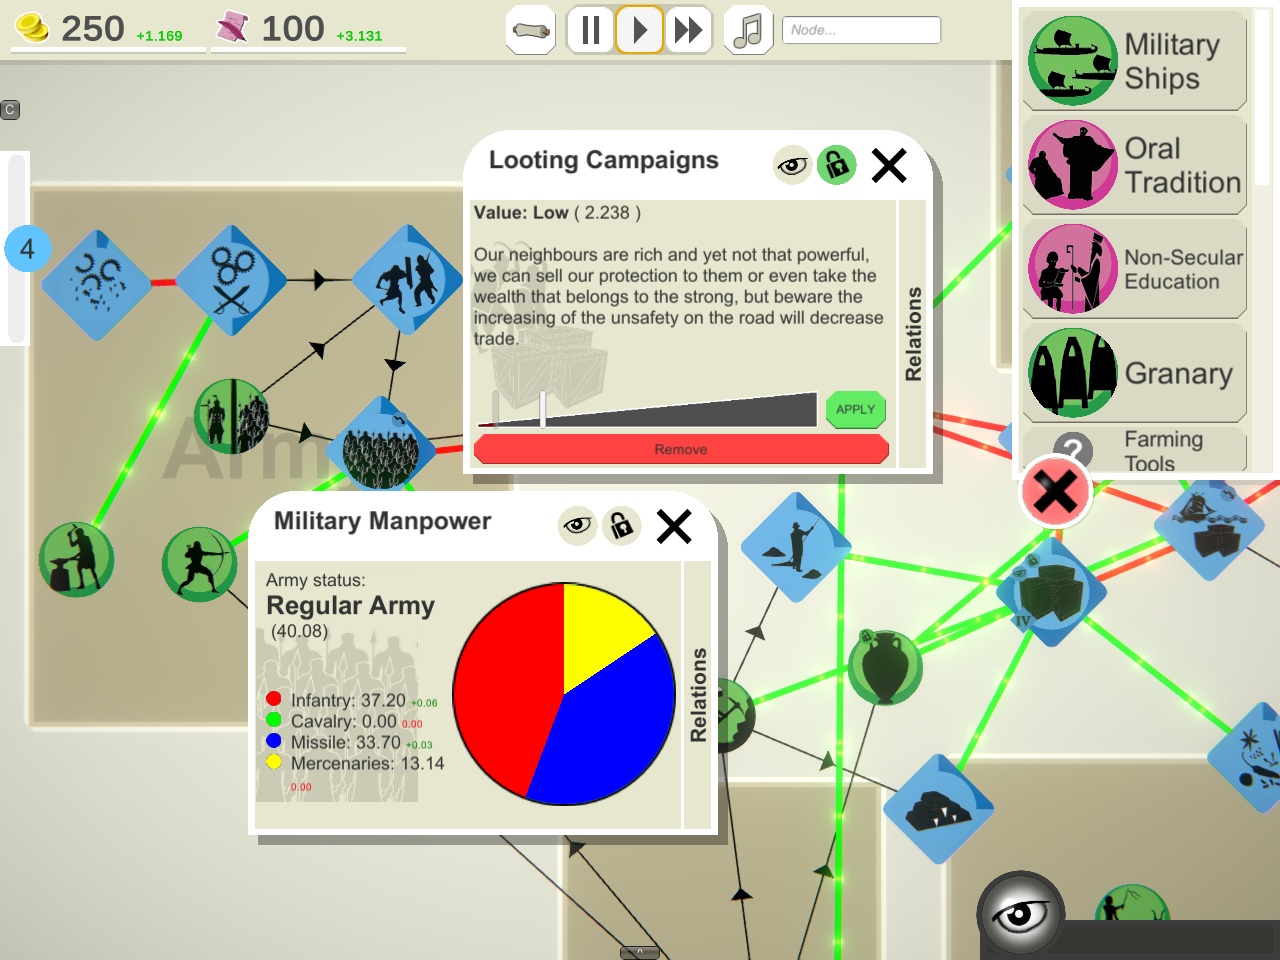 250 +1.169
100 +3.131
Node...
C
4
Military
Ships
Oral
Tradition
Non-Secular
Education
Granary
Farming
Tools
?
Looting Campaigns
Value: Low ( 2.238 )
Our neighbours are rich and yet not that powerful,
we can sell our protection to them or even take the
wealth that belongs to the strong, but beware the
increasing of the unsafety on the road will decrease
trade.
APPLY
Remove
Relations
Army
Military Manpower
Army status:
Regular Army
(40.08)
Infantry: 37.20 +0.06
Cavalry: 0.00 0.00
Missile: 33.70 +0.03
Mercenaries: 13.14
0.00
Relations
IV